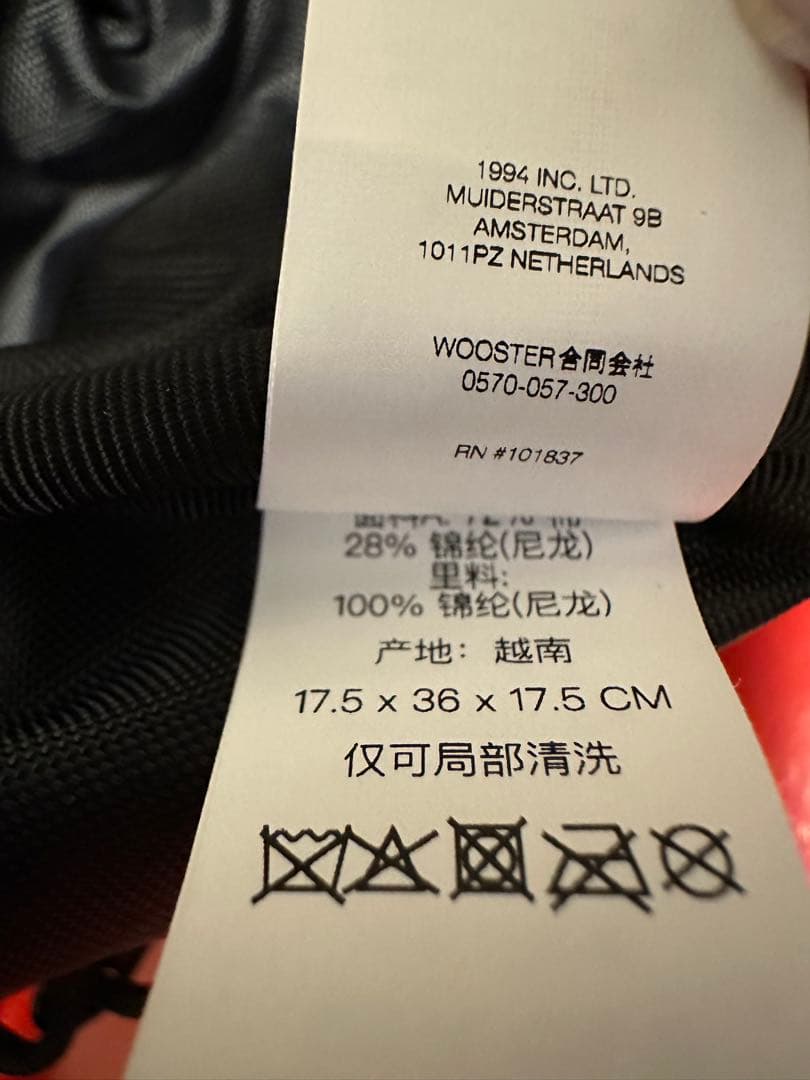 1994 INC. LTD.
MUIDERSTRAAT 9B
AMSTERDAM,
1011PZ NETHERLANDS
WOOSTER合同会社
0570-057-300
RN #101837
28% 锦纶(尼龙)
里料:
100% 锦纶(尼龙)
产地: 越南
17.5 x 36 x 17.5 CM
仅可局部清洗